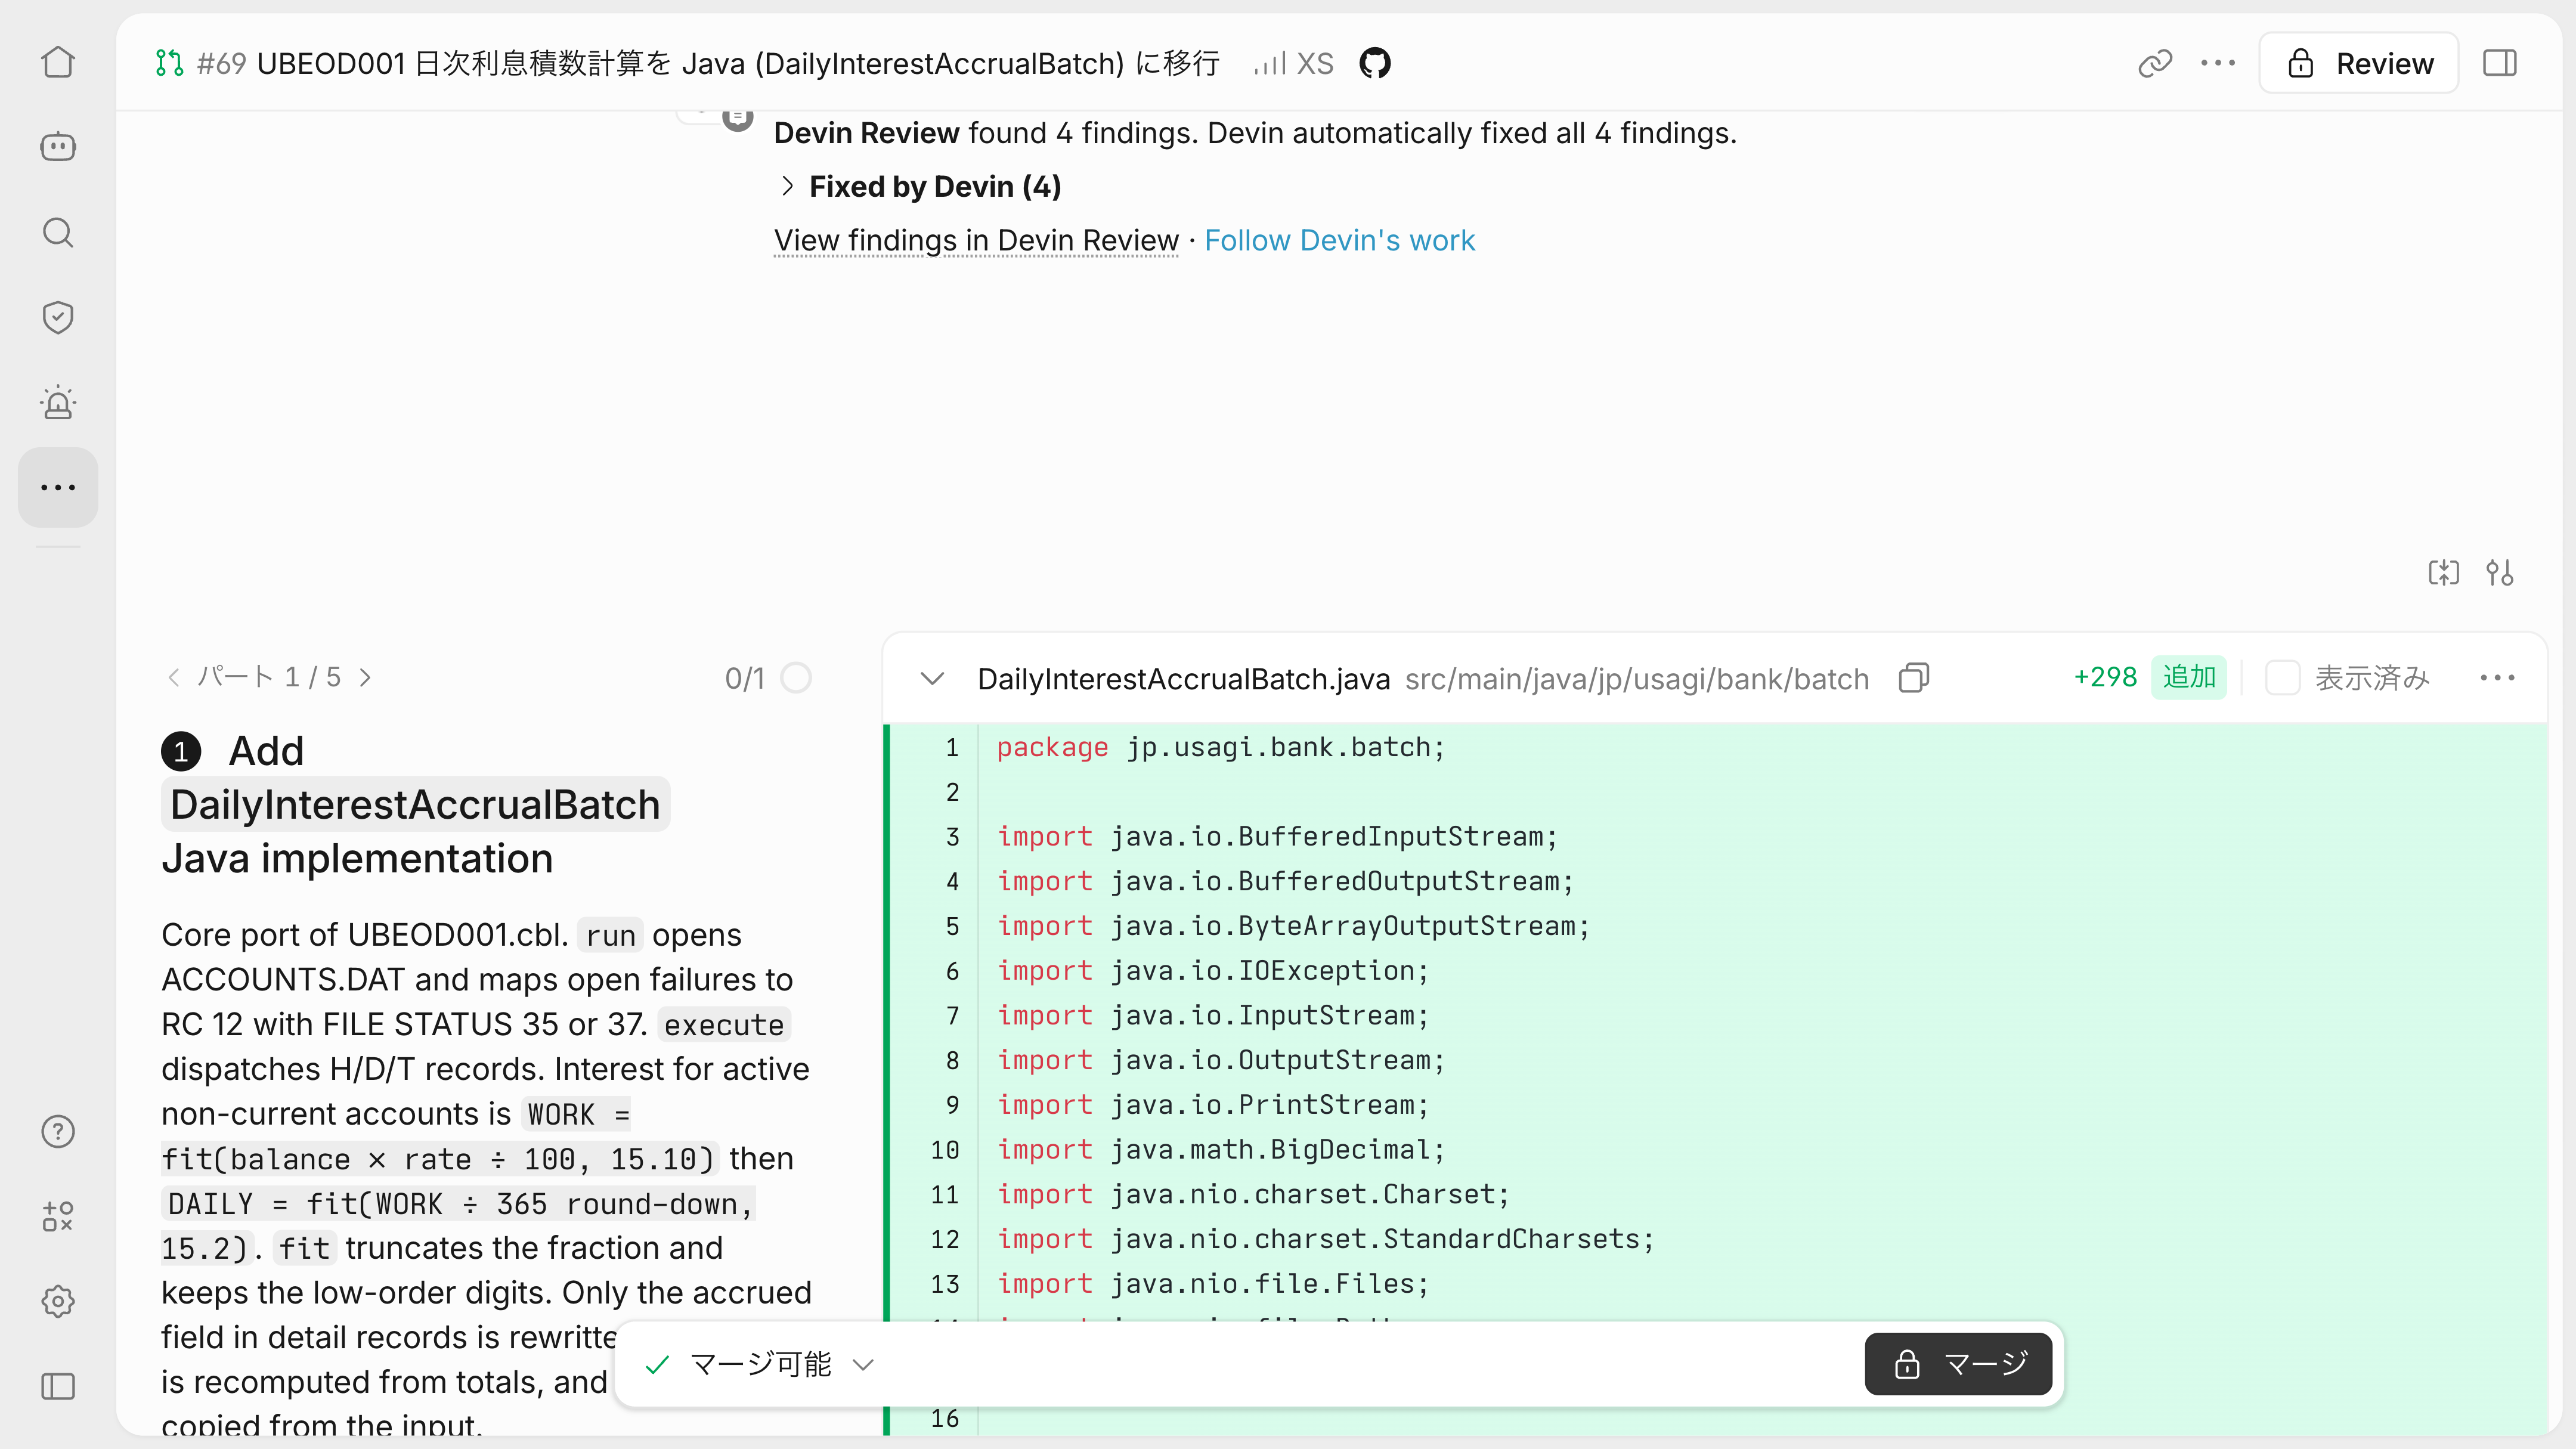 #69 UBEOD001 日次利息積数計算を Java (DailyInterestAccrualBatch) に移行 XS
Review
Devin Review found 4 findings. Devin automatically fixed all 4 findings.
Fixed by Devin (4)
View findings in Devin Review · Follow Devin's work
パート 1 / 5
0/1
1 Add
DailyInterestAccrualBatch
Java implementation
Core port of UBEOD001.cbl. run opens
ACCOUNTS.DAT and maps open failures to
RC 12 with FILE STATUS 35 or 37. execute
dispatches H/D/T records. Interest for active
non-current accounts is WORK =
fit(balance × rate ÷ 100, 15.10) then
DAILY = fit(WORK ÷ 365 round-down,
15.2). fit truncates the fraction and
keeps the low-order digits. Only the accrued
field in detail records is rewritte
is recomputed from totals, and
copied from the input.
DailyInterestAccrualBatch.java src/main/java/jp/usagi/bank/batch
+298 追加 表示済み
1 package jp.usagi.bank.batch;
2
3 import java.io.BufferedInputStream;
4 import java.io.BufferedOutputStream;
5 import java.io.ByteArrayOutputStream;
6 import java.io.IOException;
7 import java.io.InputStream;
8 import java.io.OutputStream;
9 import java.io.PrintStream;
10 import java.math.BigDecimal;
11 import java.nio.charset.Charset;
12 import java.nio.charset.StandardCharsets;
13 import java.nio.file.Files;
16
マージ可能
マージ